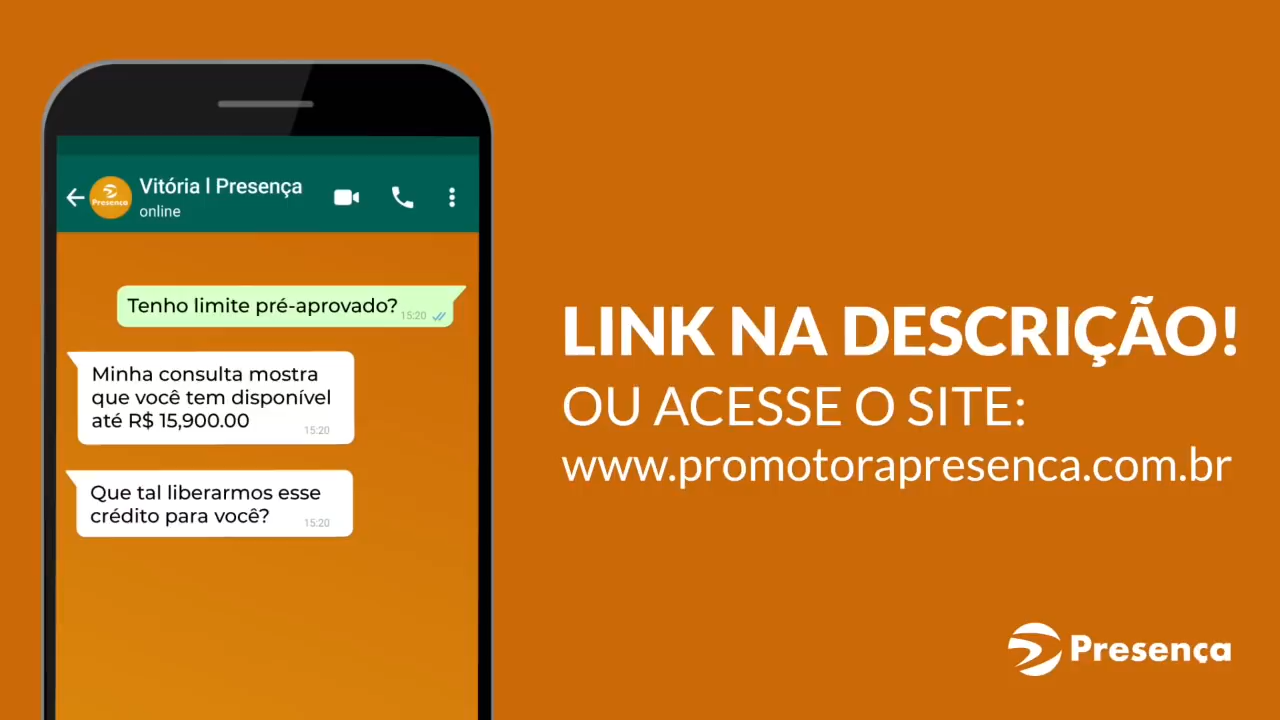 Vitória l Presença
online
Presença
Tenho limite pré-aprovado?
15:20
Minha consulta mostra
que você tem disponível
até R$ 15,900.00
15:20
Que tal liberarmos esse
crédito para você?
15:20
LINK NA DESCRIÇÃO!
OU ACESSE O SITE:
www.promotorapresenca.com.br
Presença